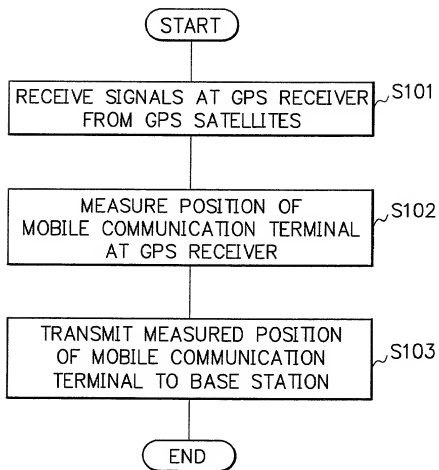 START
RECEIVE SIGNALS AT GPS RECEIVER
FROM GPS SATELLITES
S101
MEASURE POSITION OF
MOBILE COMMUNICATION TERMINAL
AT GPS RECEIVER
S102
TRANSMIT MEASURED POSITION
OF MOBILE COMMUNICATION
TERMINAL TO BASE STATION
S103
END